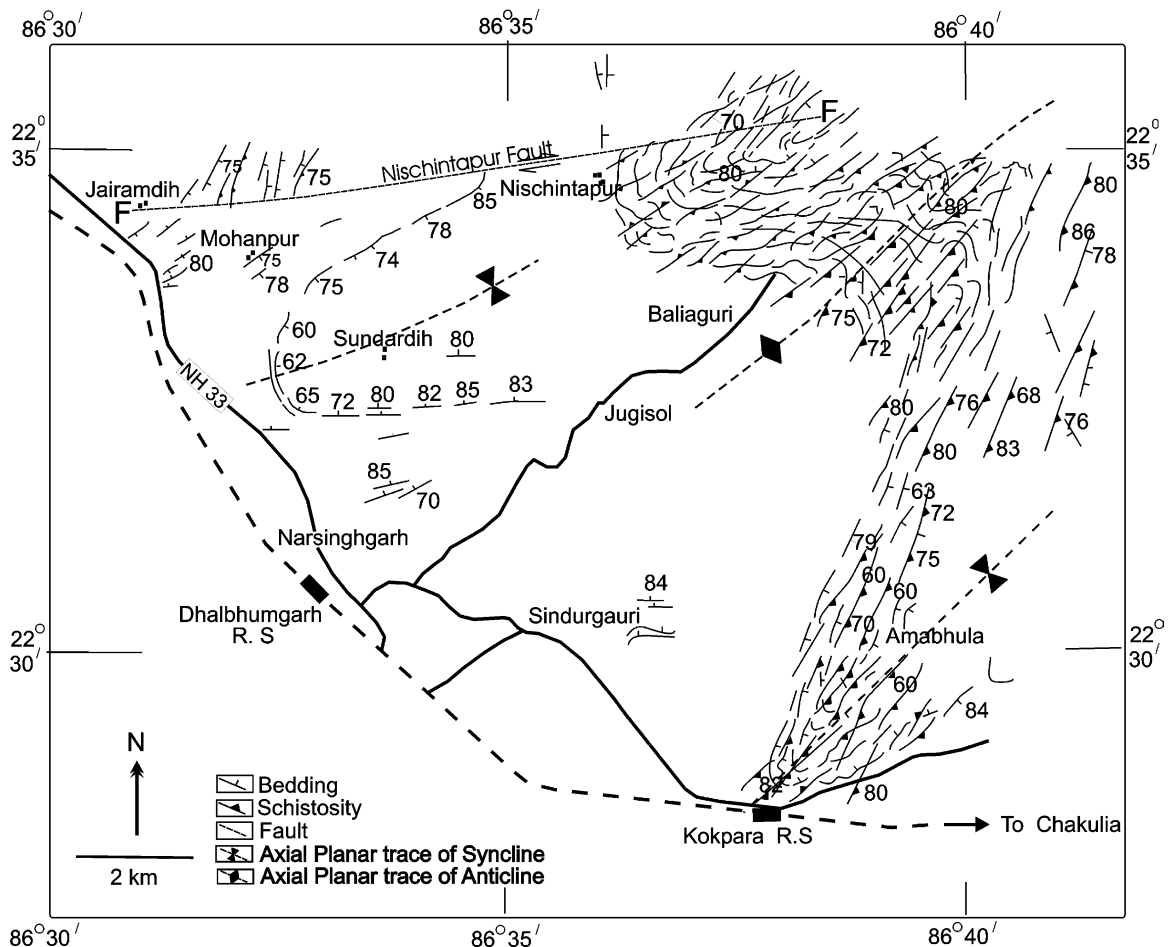 86° 30/
86° 35/
86° 40/
22° 35/
22° 35/
F
70
75
75
Nischintapur Fault
80
Jairamdih
85
Nischintapur
80
80
F
78
86
Mohanpur
80
75
74
78
78
75
60
Baliaguri
75
Sundardih
80
72
62
NH 33
65
72
80
82
85
83
80
76
68
Jugisol
76
80
83
85
70
63
72
Narsinghgarh
79
75
60
84
60
Dhalbhumgarh
R. S
Sindurgauri
70
Amabhula
22° 30/
22° 30/
60
84
N
82
80
Bedding
Schistosity
Fault
Axial Planar trace of Syncline
Axial Planar trace of Anticline
2 km
Kokpara R.S
To Chakulia
86° 30/
86° 35/
86° 40/